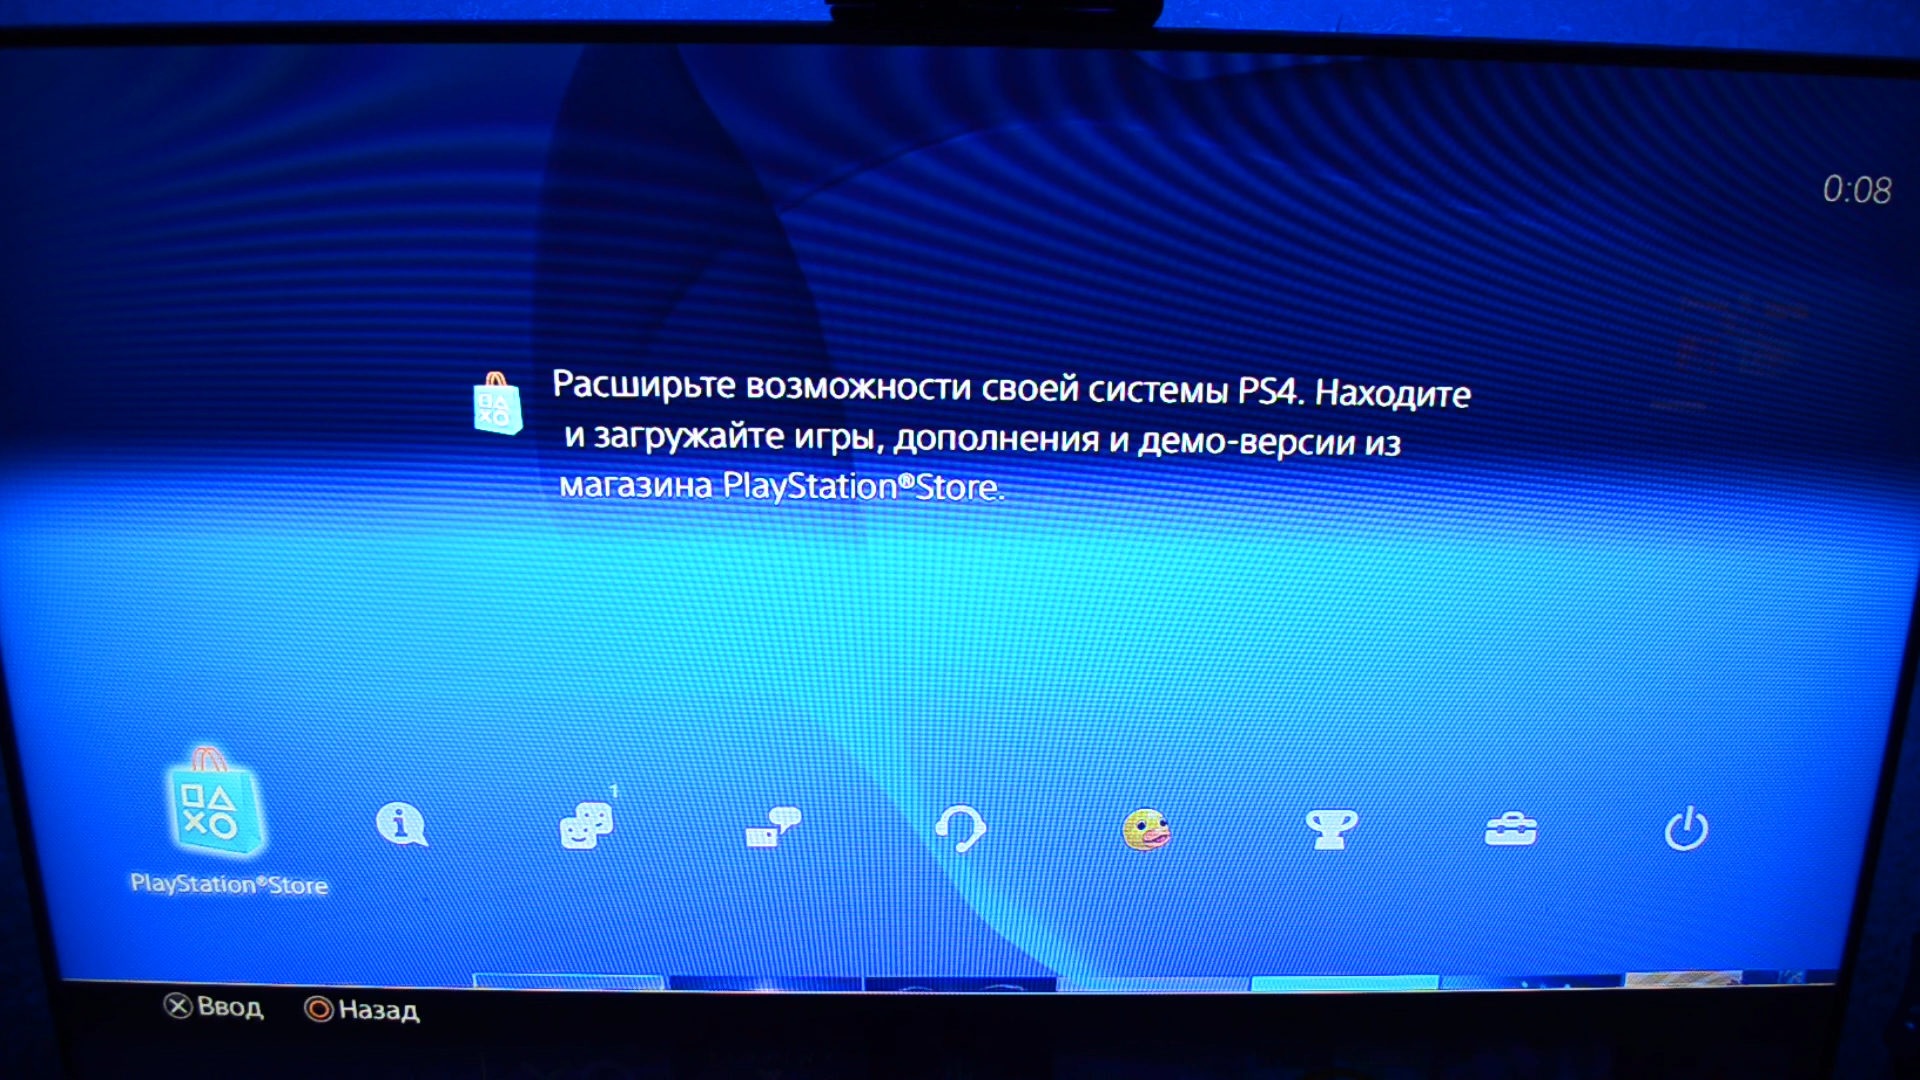 0:08
Расширьте возможности своей системы PS4. Находите
и загружайте игры, дополнения и демо-версии из
магазина PlayStation®Store.
1
PlayStation®Store
Ввод Назад